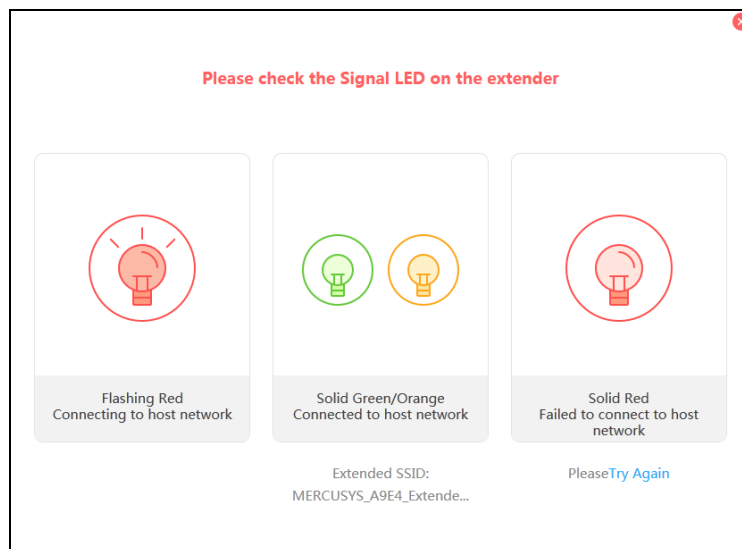 Please check the Signal LED on the extender
Flashing Red
Connecting to host network
Solid Green/Orange
Connected to host network
Solid Red
Failed to connect to host
network
Extended SSID:
MERCUSYS_A9E4_Extende...
PleaseTry Again